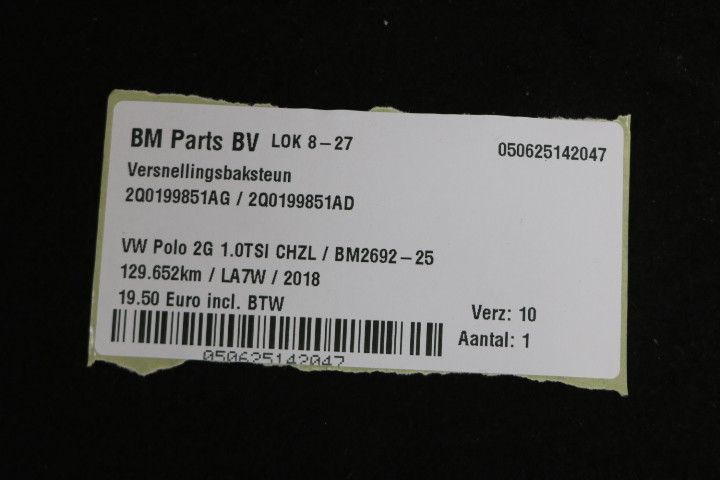 BM Parts BV LOK 8-27
050625142047
Versnellingsbaksteun
2Q0199851AG / 2Q0199851AD
VW Polo 2G 1.0TSI CHZL / BM2692-25
129.652km / LA7W / 2018
19.50 Euro incl. BTW
Verz: 10
Aantal: 1
050625142047